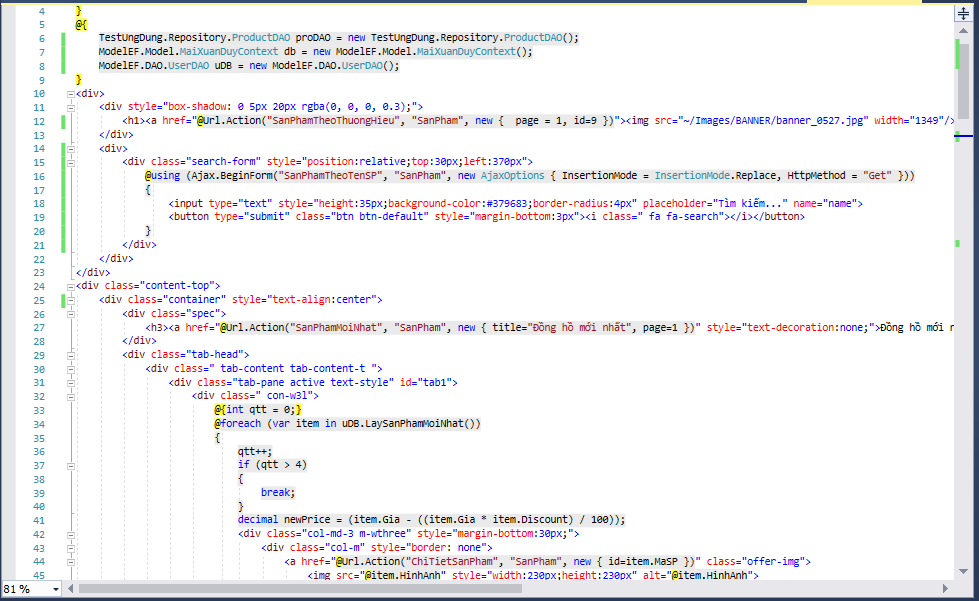 4 }
5 @{
6 TestUngDung.Repository.ProductDAO proDAO = new TestUngDung.Repository.ProductDAO();
7 ModelEF.Model.MaiXuanDuyContext db = new ModelEF.Model.MaiXuanDuyContext();
8 ModelEF.DAO.UserDAO uDB = new ModelEF.DAO.UserDAO();
9 }
10 <div>
11 <div style="box-shadow: 0 5px 20px rgba(0, 0, 0, 0.3);">
12 <h1><a href="@Url.Action("SanPhamTheoThuongHieu", "SanPham", new {  page = 1, id=9 })"><img src="~/Images/BANNER/banner_0527.jpg" width="1349"/>
13 </div>
14 <div>
15 <div class="search-form" style="position:relative;top:30px;left:370px">
16 @using (Ajax.BeginForm("SanPhamTheoTenSP", "SanPham", new AjaxOptions { InsertionMode = InsertionMode.Replace, HttpMethod = "Get" }))
17 {
18 <input type="text" style="height:35px;background-color:#379683;border-radius:4px" placeholder="Tìm kiếm..." name="name">
19 <button type="submit" class="btn btn-default" style="margin-bottom:3px"><i class=" fa fa-search"></i></button>
20 }
21 </div>
22 </div>
23 </div>
24 <div class="content-top">
25 <div class="container" style="text-align:center">
26 <div class="spec">
27 <h3><a href="@Url.Action("SanPhamMoiNhat", "SanPham", new { title="Đồng hồ mới nhất", page=1 })" style="text-decoration:none;">Đồng hồ mới
28 </div>
29 <div class="tab-head">
30 <div class=" tab-content tab-content-t ">
31 <div class="tab-pane active text-style" id="tab1">
32 <div class=" con-w3l">
33 @{int qtt = 0;}
34 @foreach (var item in uDB.LaySanPhamMoiNhat())
35 {
36 qtt++;
37 if (qtt > 4)
38 {
39 break;
40 }
41 decimal newPrice = (item.Gia - ((item.Gia * item.Discount) / 100));
42 <div class="col-md-3 m-wthree" style="margin-bottom:30px;">
43 <div class="col-m" style="border: none">
44 <a href="@Url.Action("ChiTietSanPham", "SanPham", new { id=item.MaSP })" class="offer-img">
45 <img src="@item.HinhAnh" style="width:230px;height:230px" alt="@item.HinhAnh">
81 %